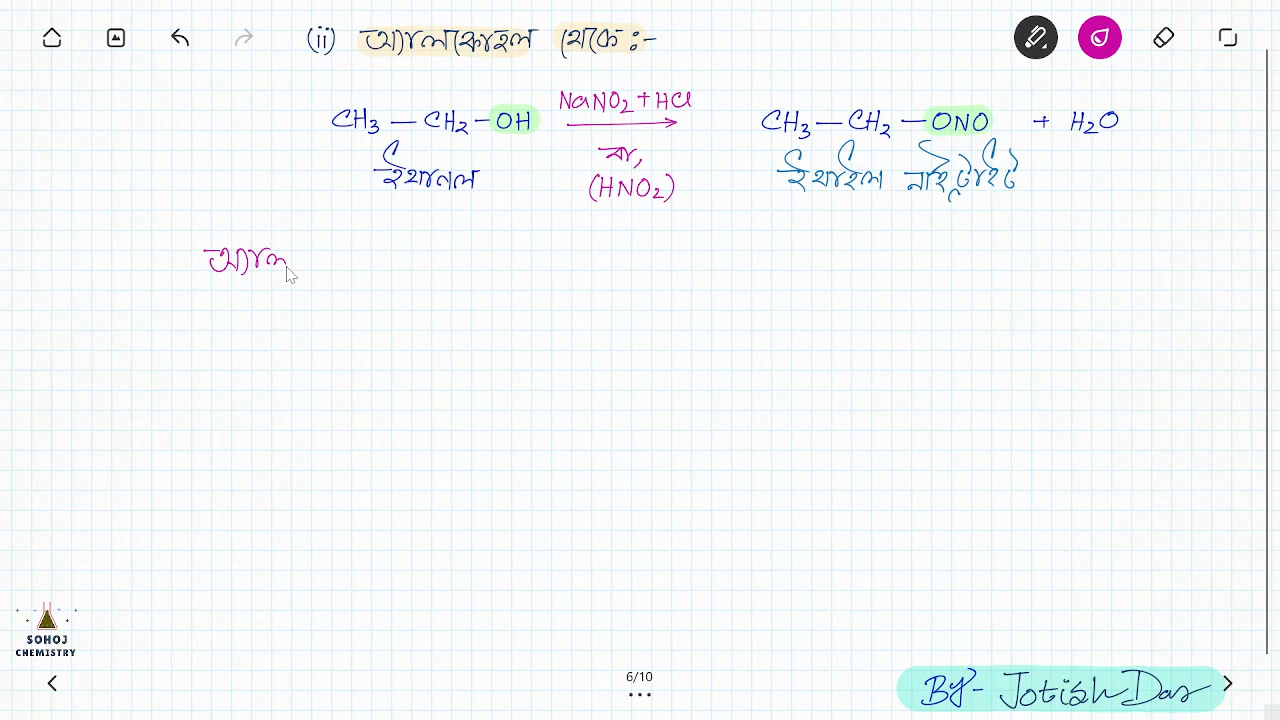 (ii) অ্যালকোহল থেকে :-
CH3 — CH2 — OH NaNO2 + HCl CH3 — CH2 — ONO + H2O
ইথানল বা, ইথাইল নাইট্রাইট
(HNO2)
অ্যাল
SOHOJ
CHEMISTRY
6/10
BY - Jotish Das